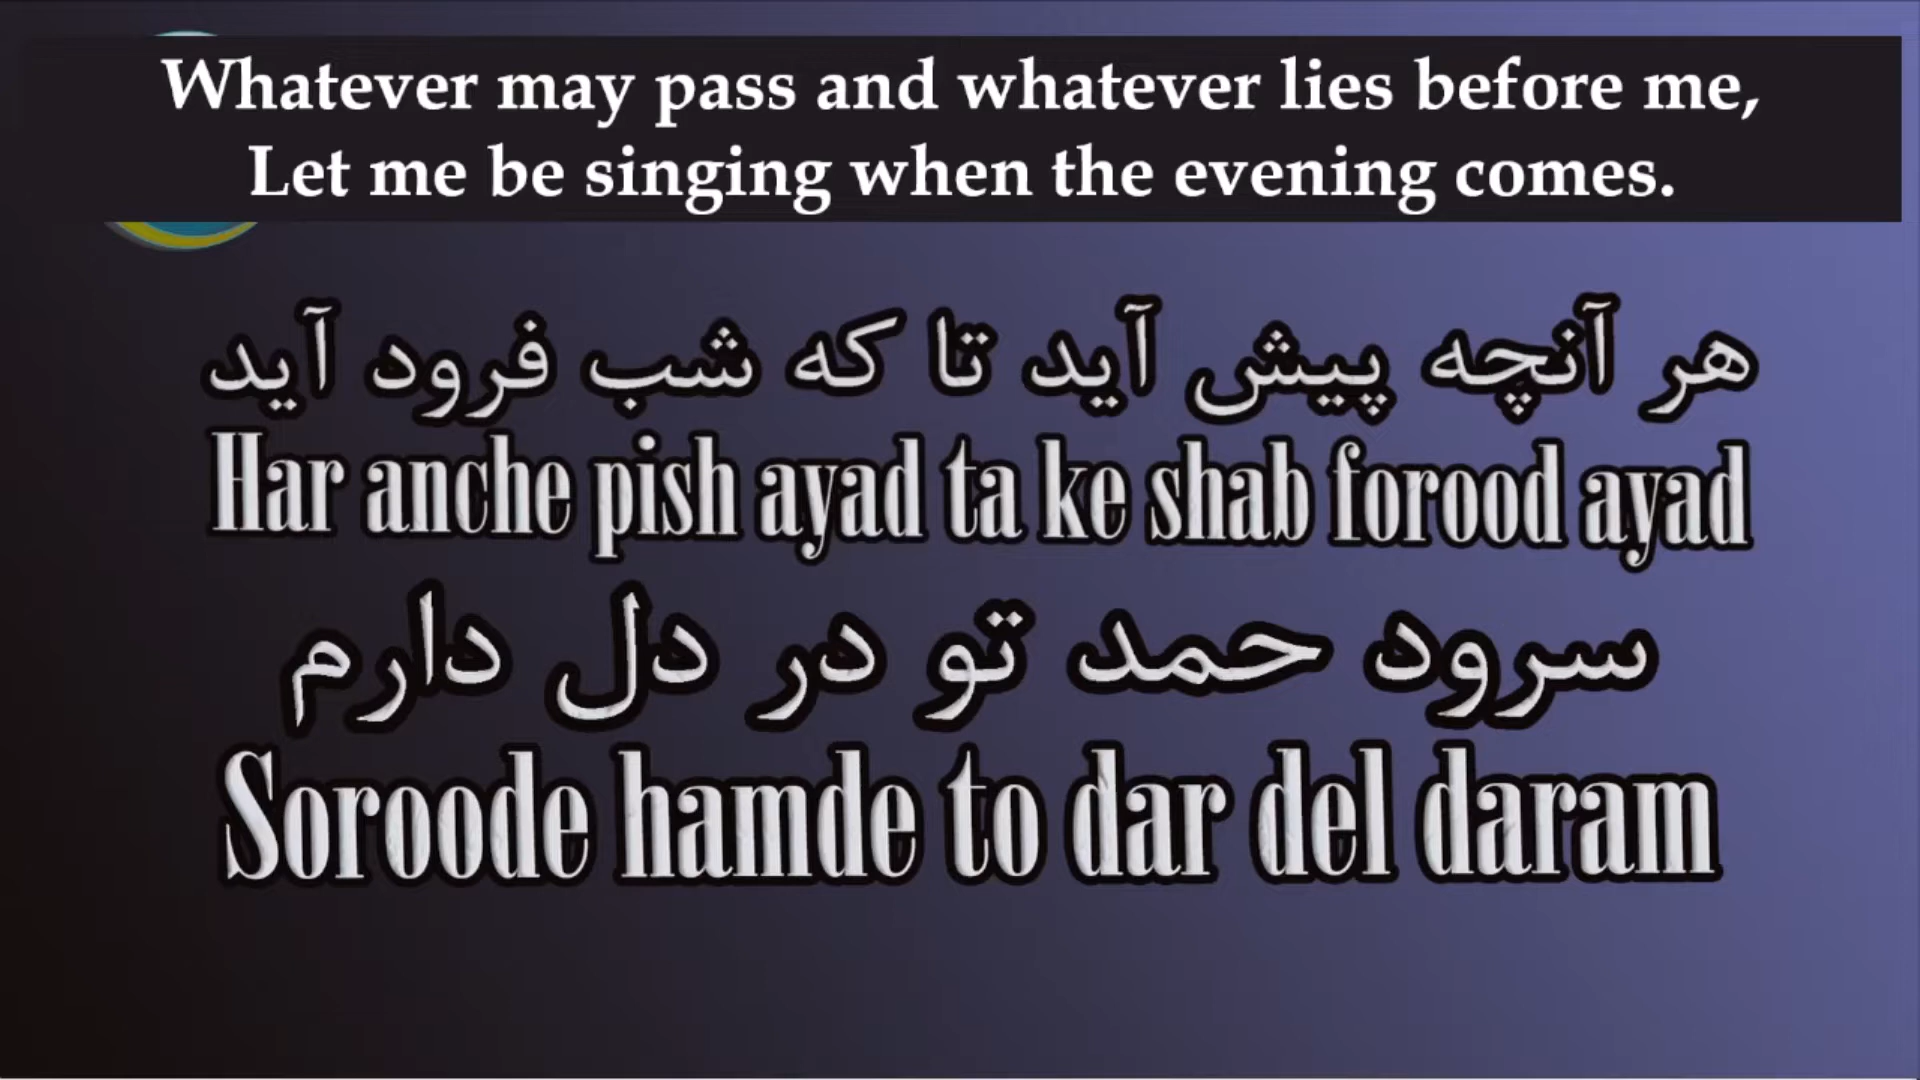 Whatever may pass and whatever lies before me,
Let me be singing when the evening comes.
هر آنچه پیش آید تا که شب فرود آید
Har anche pish ayad ta ke shab forood ayad
سرود حمد تو در دل دارم
Soroode hamde to dar del daram